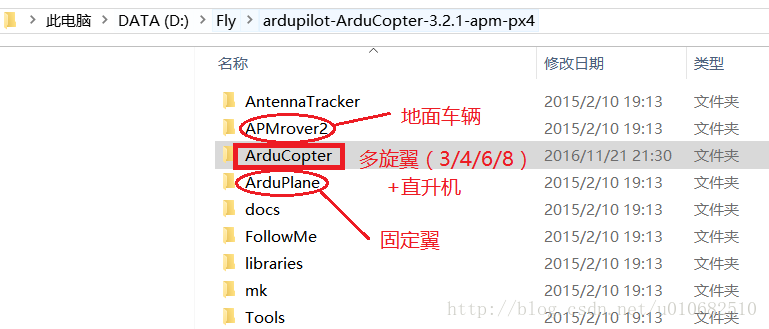 此电脑 > DATA (D:) > Fly > ardupilot-ArduCopter-3.2.1-apm-px4
名称 修改日期 类型
AntennaTracker 2015/2/10 19:13 文件夹
地面车辆
APMrover2 2015/2/10 19:13 文件夹
ArduCopter 2016/11/21 21:30 文件夹
多旋翼（3/4/6/8）
+直升机
ArduPlane 2015/2/10 19:13 文件夹
docs 2015/2/10 19:13 文件夹
FollowMe 2015/2/10 19:13 文件夹
固定翼
libraries 2015/2/10 19:13 文件夹
mk 2015/2/10 19:13 文件夹
http://blog.csdn.net/u010682510
Tools 2015/2/10 19:13 文件夹